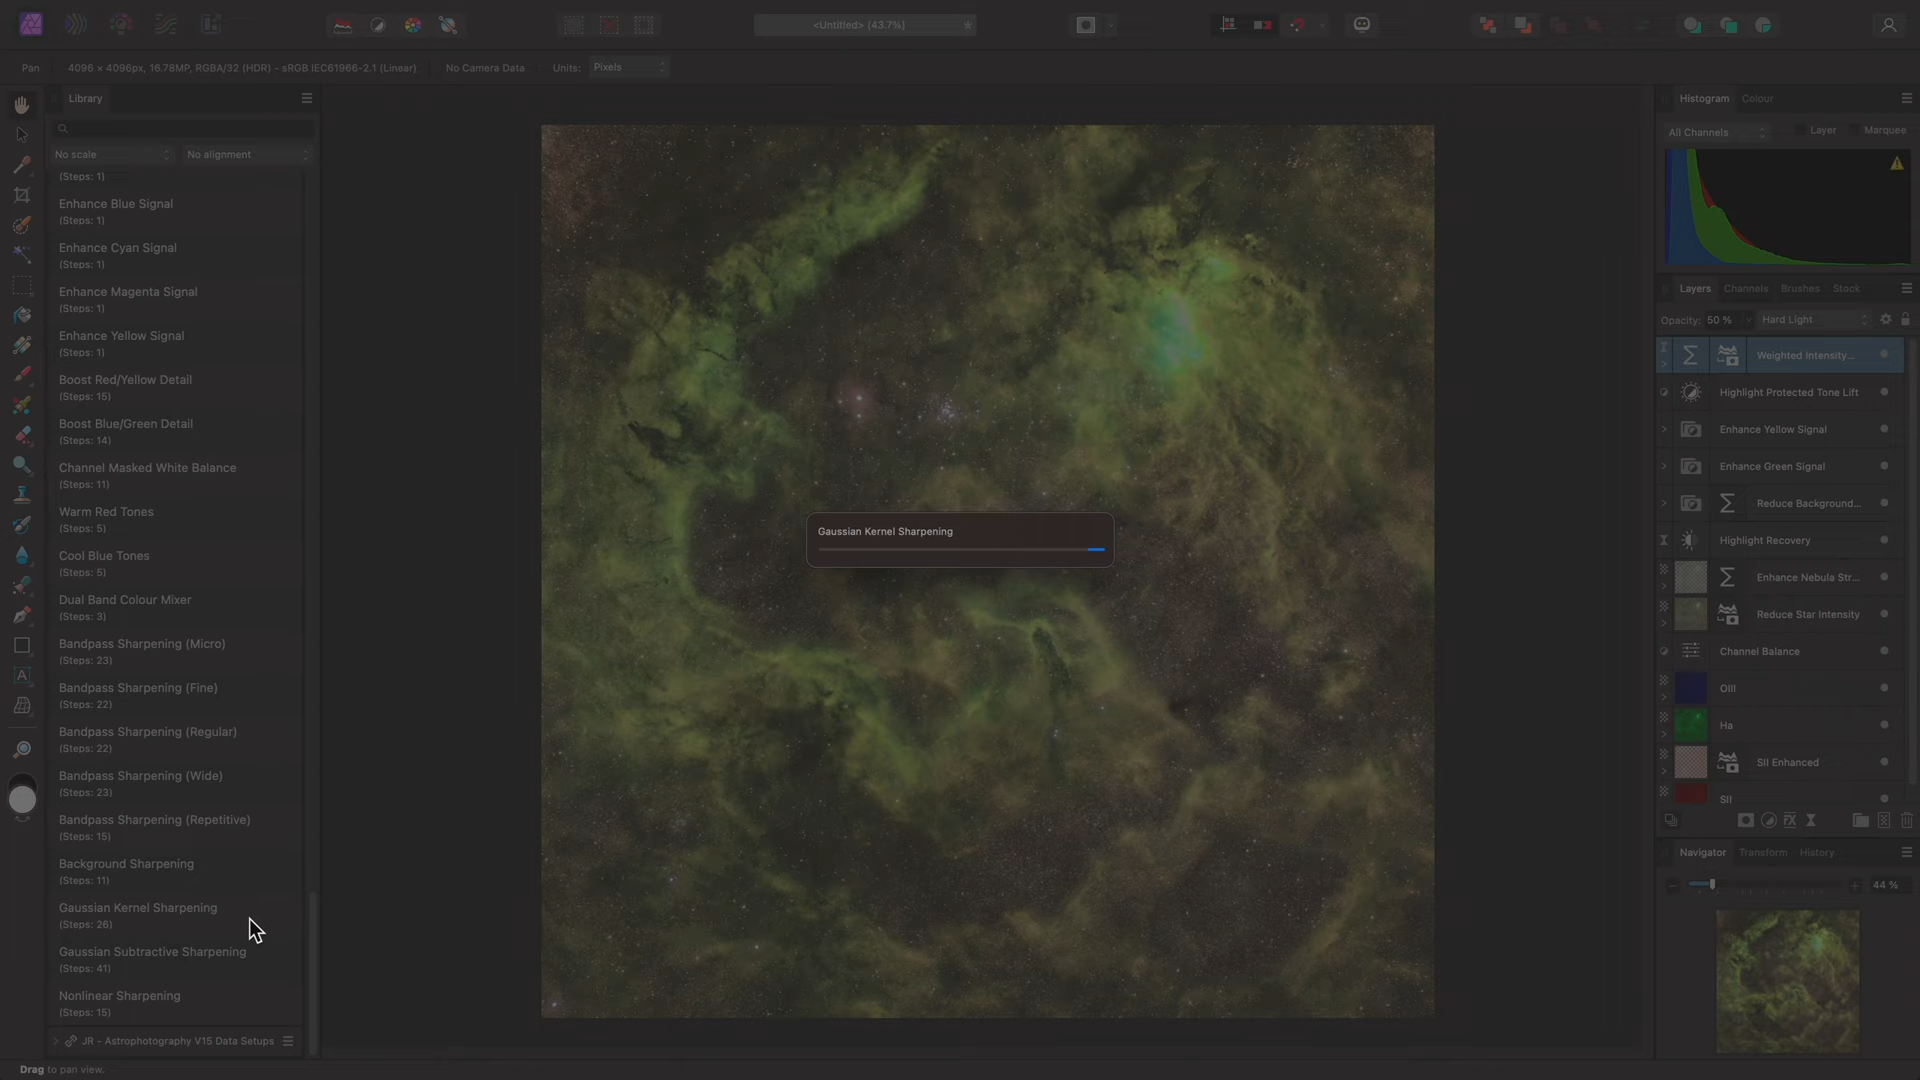 <Untitled> (43.7%)
Pan
4096 × 4096px, 16.78MP, RGBA/32 (HDR) - sRGB IEC61966-2.1 (Linear)
No Camera Data
Units:
Pixels
Library
No scale
No alignment
(Steps: 1)
Enhance Blue Signal
(Steps: 1)
Enhance Cyan Signal
(Steps: 1)
Enhance Magenta Signal
(Steps: 1)
Enhance Yellow Signal
(Steps: 1)
Boost Red/Yellow Detail
(Steps: 15)
Boost Blue/Green Detail
(Steps: 14)
Channel Masked White Balance
(Steps: 11)
Warm Red Tones
(Steps: 5)
Cool Blue Tones
(Steps: 5)
Dual Band Colour Mixer
(Steps: 3)
Bandpass Sharpening (Micro)
(Steps: 23)
Bandpass Sharpening (Fine)
(Steps: 22)
Bandpass Sharpening (Regular)
(Steps: 22)
Bandpass Sharpening (Wide)
(Steps: 23)
Bandpass Sharpening (Repetitive)
(Steps: 15)
Background Sharpening
(Steps: 11)
Gaussian Kernel Sharpening
(Steps: 26)
Gaussian Subtractive Sharpening
(Steps: 41)
Nonlinear Sharpening
(Steps: 15)
JR - Astrophotography V15 Data Setups
Drag to pan view.
Gaussian Kernel Sharpening
Histogram
Colour
All Channels
Layer
Marquee
Layers
Channels
Brushes
Stock
Opacity: 50 %
Hard Light
Weighted Intensity...
Highlight Protected Tone Lift
Enhance Yellow Signal
Enhance Green Signal
Reduce Background...
Highlight Recovery
Enhance Nebula Str...
Reduce Star Intensity
Channel Balance
OIII
Ha
SII Enhanced
SII
Navigator
Transform
History
44 %